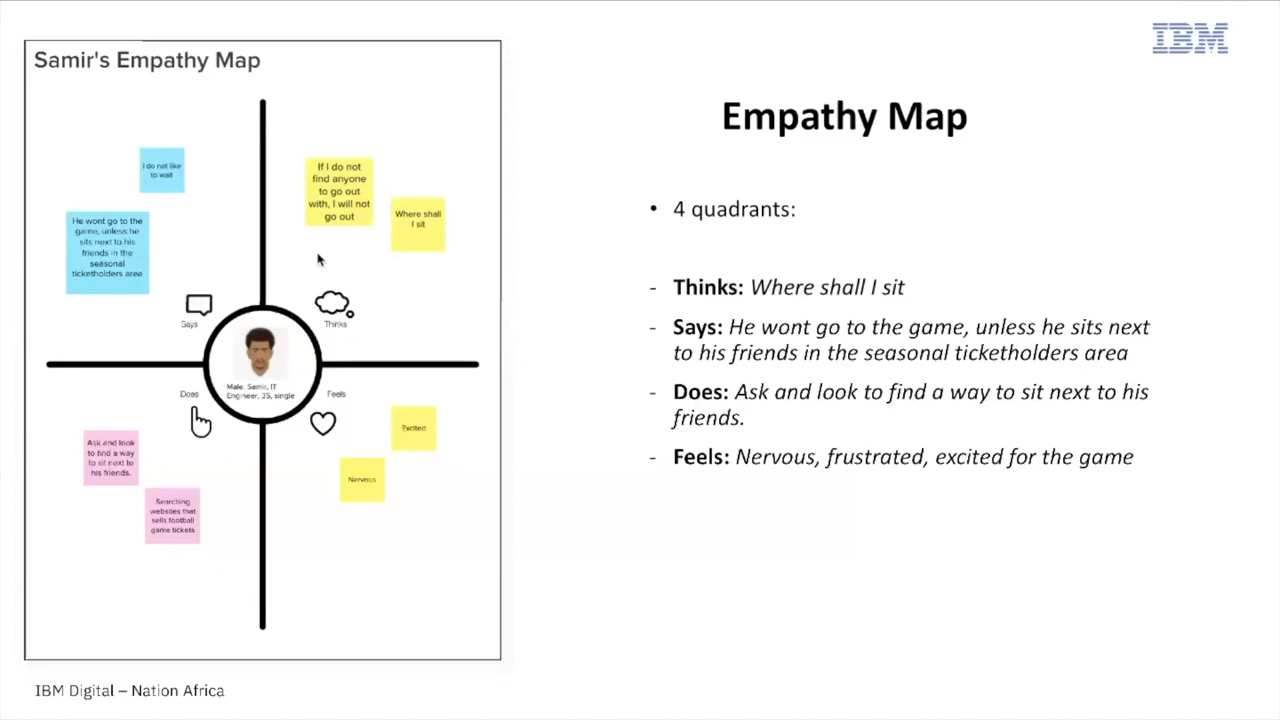 Samir's Empathy Map
I do not like
to wait
He wont go to the
game, unless he
sits next to his
friends in the
seasonal
ticketholders area
If I do not
find anyone
to go out
with, I will not
go out
Where shall
I sit
Says
Thinks
Male, Samir, IT
Engineer, 35, single
Does
Feels
Ask and look
to find a way
to sit next to
his friends.
Searching
websites that
sells football
game tickets
Excited
Nervous
IBM
Empathy Map
• 4 quadrants:
- Thinks: Where shall I sit
- Says: He wont go to the game, unless he sits next
to his friends in the seasonal ticketholders area
- Does: Ask and look to find a way to sit next to his
friends.
- Feels: Nervous, frustrated, excited for the game
IBM Digital – Nation Africa